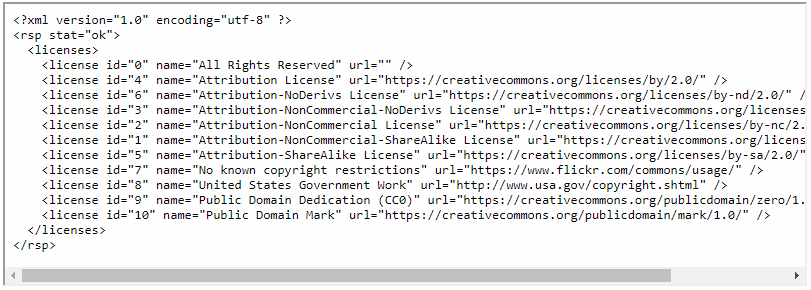 <?xml version="1.0" encoding="utf-8" ?>
<rsp stat="ok">
<licenses>
<license id="0" name="All Rights Reserved" url="" />
<license id="4" name="Attribution License" url="https://creativecommons.org/licenses/by/2.0/" />
<license id="6" name="Attribution-NoDerivs License" url="https://creativecommons.org/licenses/by-nd/2.0/" /
<license id="3" name="Attribution-NonCommercial-NoDerivs License" url="https://creativecommons.org/licenses
<license id="2" name="Attribution-NonCommercial License" url="https://creativecommons.org/licenses/by-nc/2.
<license id="1" name="Attribution-NonCommercial-ShareAlike License" url="https://creativecommons.org/licens
<license id="5" name="Attribution-ShareAlike License" url="https://creativecommons.org/licenses/by-sa/2.0/"
<license id="7" name="No known copyright restrictions" url="https://www.flickr.com/commons/usage/" />
<license id="8" name="United States Government Work" url="http://www.usa.gov/copyright.shtml" />
<license id="9" name="Public Domain Dedication (CC0)" url="https://creativecommons.org/publicdomain/zero/1.
<license id="10" name="Public Domain Mark" url="https://creativecommons.org/publicdomain/mark/1.0/" />
</licenses>
</rsp>